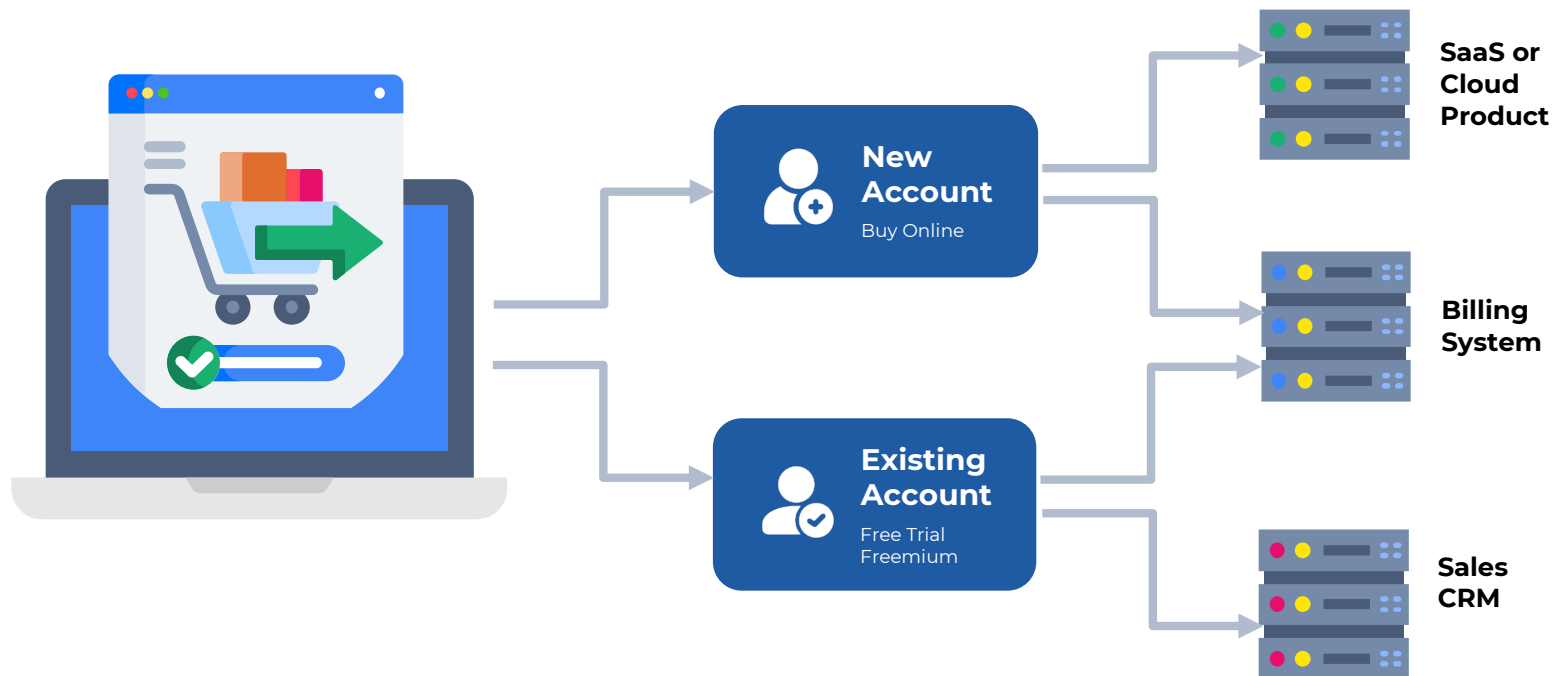 New
Account
Buy Online
Existing
Account
Free Trial
Freemium
SaaS or
Cloud
Product
Billing
System
Sales
CRM